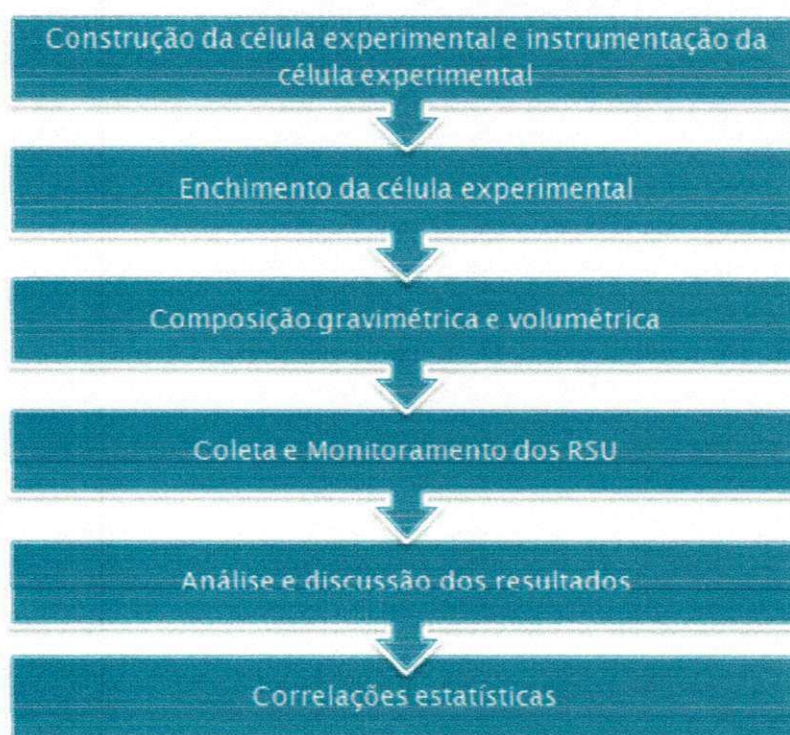 Construção da célula experimental e instrumentação da
célula experimental
Enchimento da célula experimental
Composição gravimétrica e volumétrica
Coleta e Monitoramento dos RSU
Análise e discussão dos resultados
Correlações estatísticas